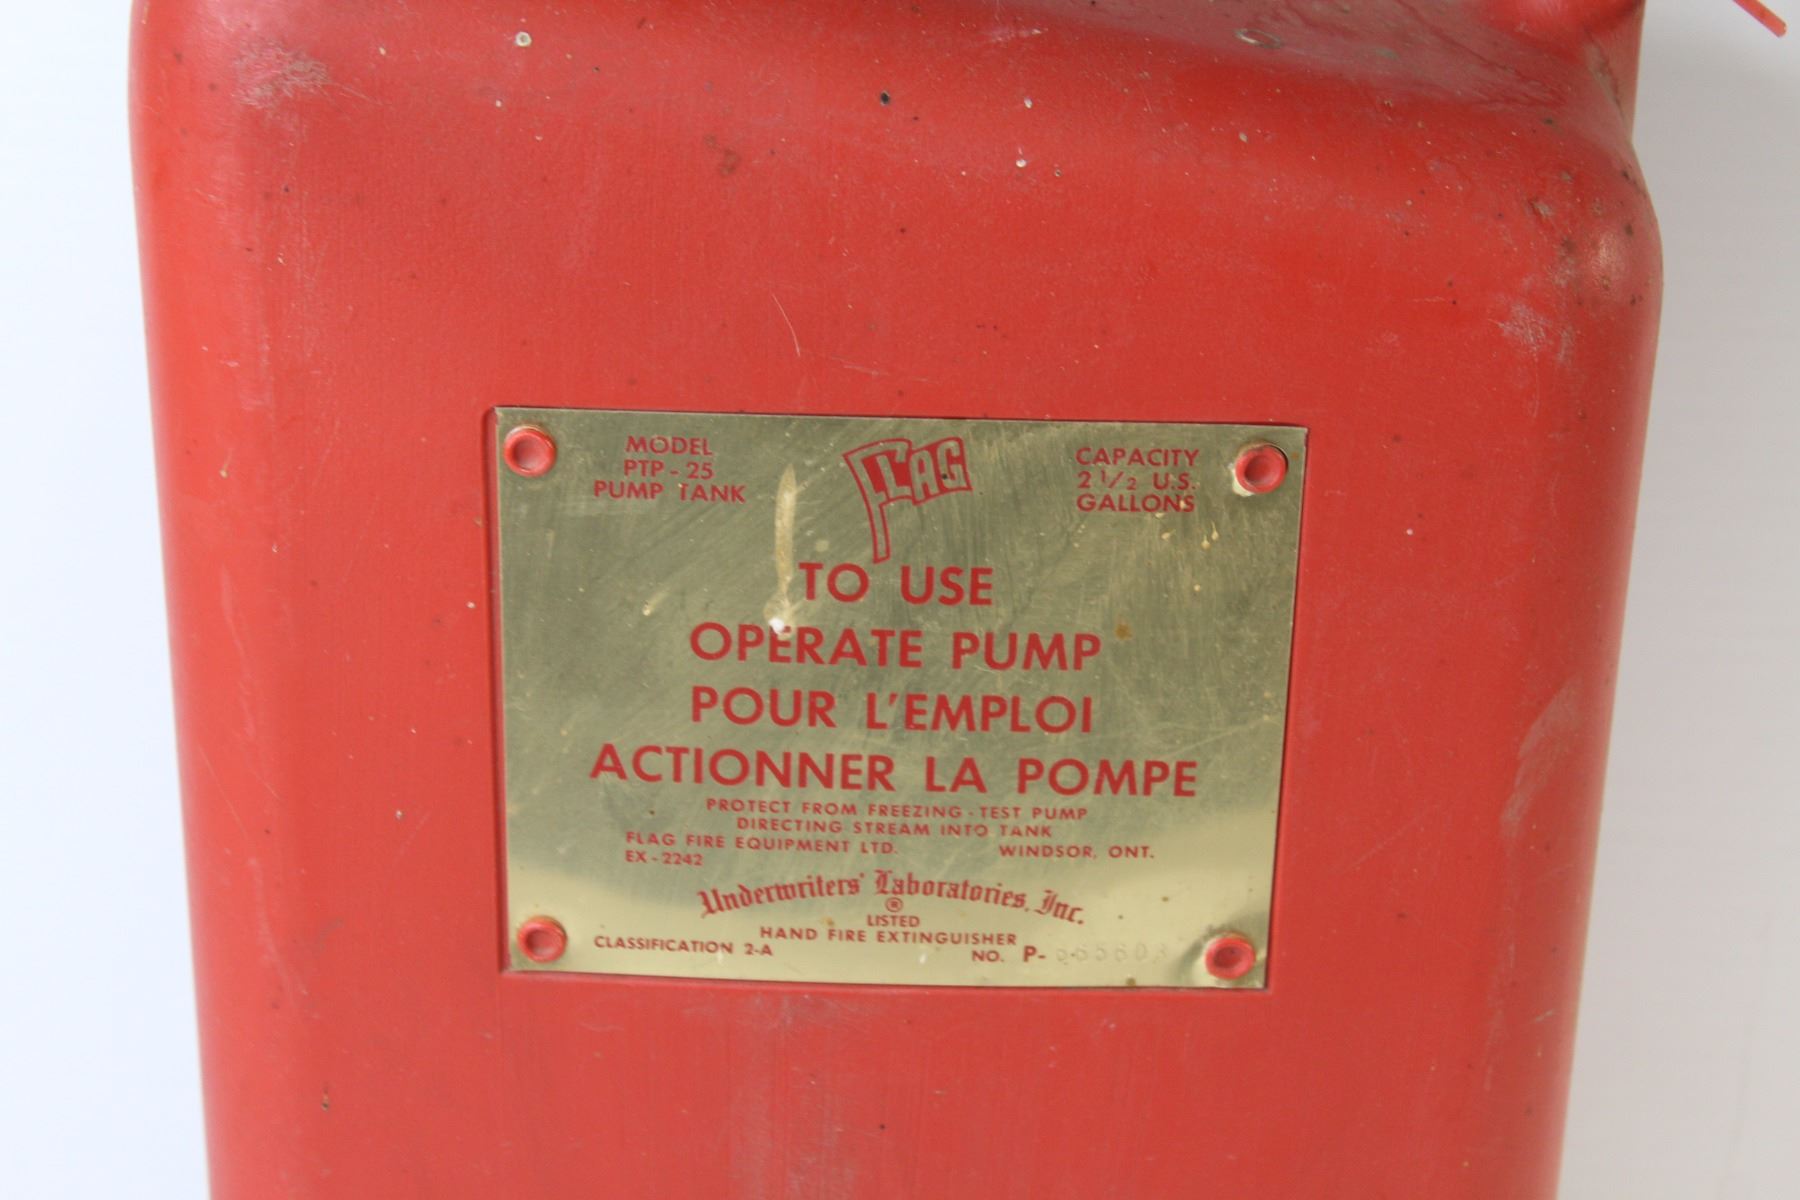 MODEL
PTP-25
PUMP TANK
FLAG
CAPACITY
2 1/2 U.S.
GALLONS
TO USE
OPERATE PUMP
POUR L'EMPLOI
ACTIONNER LA POMPE
PROTECT FROM FREEZING - TEST PUMP
DIRECTING STREAM INTO TANK
FLAG FIRE EQUIPMENT LTD. WINDSOR, ONT.
EX-2242
Underwriters' Laboratories, Inc.
®
LISTED
HAND FIRE EXTINGUISHER
CLASSIFICATION 2-A NO. P-